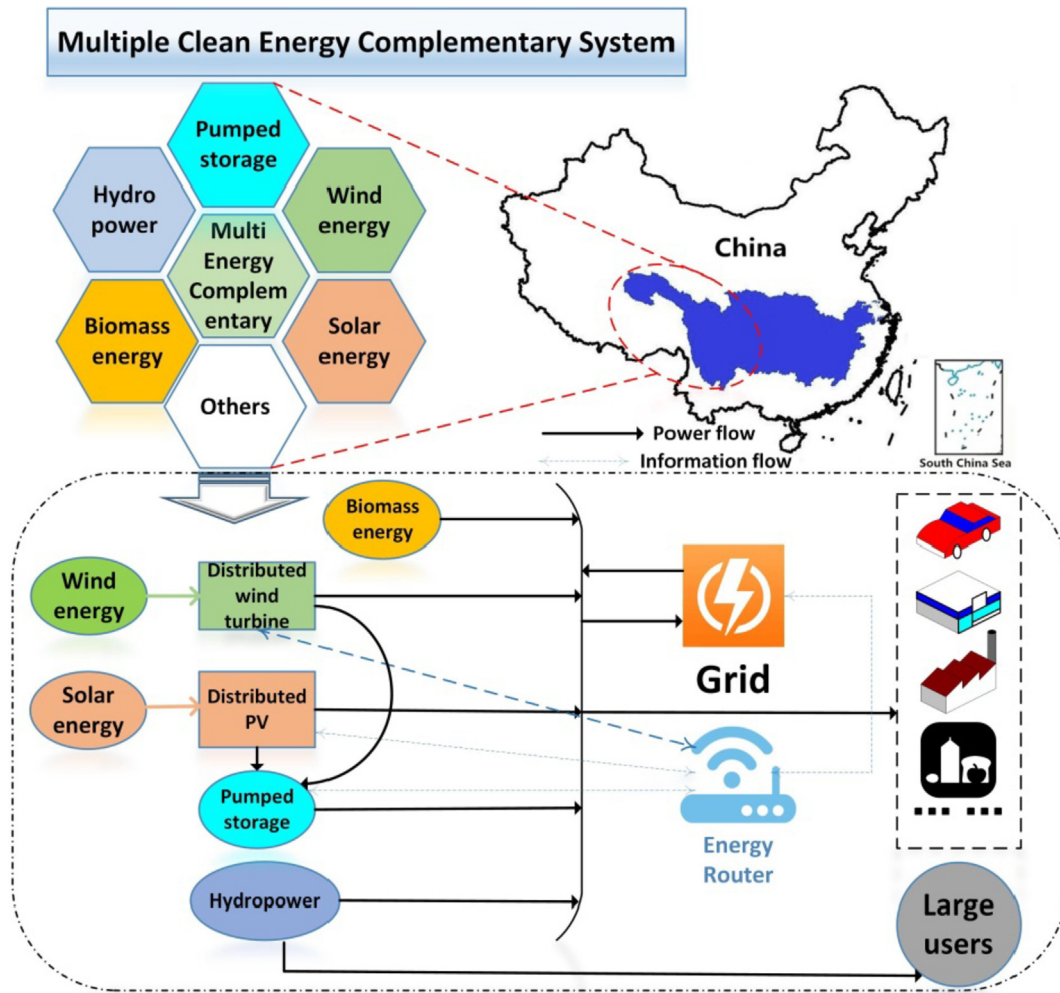 Multiple Clean Energy Complementary System
Pumped
storage
Hydro
power
Wind
energy
Multi
Energy
Complem
entary
Biomass
energy
Solar
energy
Others
China
Power flow
Information flow
South China Sea
Biomass
energy
Wind
energy
Distributed
wind
turbine
Solar
energy
Distributed
PV
Grid
Pumped
storage
Energy
Router
Hydropower
Large
users